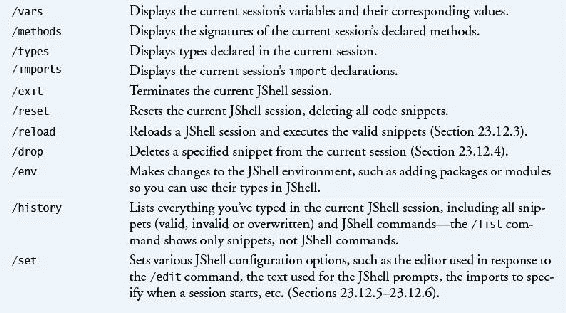 /vars Displays the current session's variables and their corresponding values.
/methods Displays the signatures of the current session's declared methods.
/types Displays types declared in the current session.
/imports Displays the current session's import declarations.
/exit Terminates the current JShell session.
/reset Resets the current JShell session, deleting all code snippets.
/reload Reloads a JShell session and executes the valid snippets (Section 23.12.3).
/drop Deletes a specified snippet from the current session (Section 23.12.4).
/env Makes changes to the JShell environment, such as adding packages or modules
so you can use their types in JShell.
/history Lists everything you've typed in the current JShell session, including all snip-
pets (valid, invalid or overwritten) and JShell commands—the /list com-
mand shows only snippets, not JShell commands.
/set Sets various JShell configuration options, such as the editor used in response to
the /edit command, the text used for the JShell prompts, the imports to spec-
ify when a session starts, etc. (Sections 23.12.5–23.12.6).